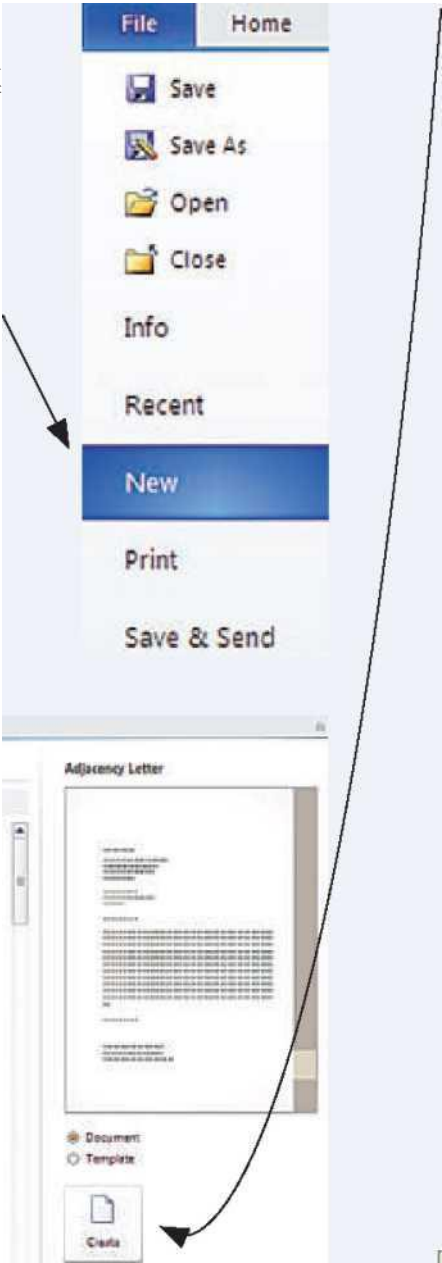 File Home
Save
Save As
Open
Close
Info
Recent
New
Print
Save & Send
Adjacency Letter
Document
Template
Create